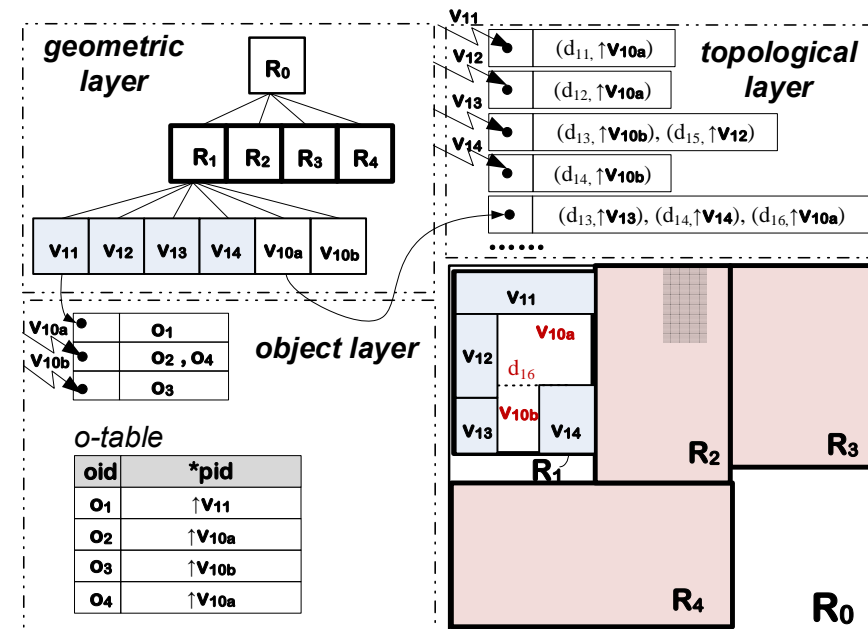 geometric
layer
R0
R1 R2 R3 R4
V11 V12 V13 V14 V10a V10b
V11
(d11, ↑V10a)
V12
(d12, ↑V10a)
V13
(d13, ↑V10b), (d15, ↑V12)
V14
(d14, ↑V10b)
(d13,↑V13), (d14,↑V14), (d16,↑V10a)
......
topological
layer
V10a
V10b
O1
O2 , O4
O3
object layer
o-table
oid *pid
O1 ↑V11
O2 ↑V10a
O3 ↑V10b
O4 ↑V10a
V11
V10a
V12
d16
V10b
V13
V14
R1
R2
R3
R4
R0